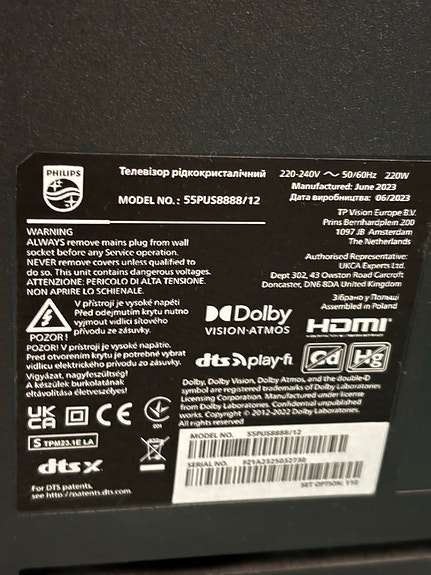 PHILIPS
Телевізор рідкокристалічний 220-240V ~ 50/60Hz 220W
MODEL NO.: 55PUS8888/12
Manufactured: June 2023
Дата виробництва: 06/2023
TP Vision Europe B.V.
Prins Bernhardplein 200
1097 JB Amsterdam
The Netherlands
WARNING
ALWAYS remove mains plug from wall
socket before any Service operation.
NEVER remove covers unless qualified to
do so. This unit contains dangerous voltages.
ATTENZIONE: PERICOLO DI ALTA TENSIONE.
NON APRIRE LO SCHIENALE.
Authorised Representative:
UKCA Experts Ltd.
Dept 302, 43 Owston Road Carcroft
Doncaster, DN6 8DA United Kingdom
Зібрано у Польщі
Assembled in Poland
V přístroji je vysoké napětí
Před odejmutím krytu nutno
vyjmout vidlici síťového
přívodu ze zásuvky.
POZOR !
POZOR! V prístroji je vysoké napätie.
Pred otvorením krytu je potrebné vybrat
vidlicu elektrického prívodu zo zásuvky.
Vigyázat, nagyfeszültség!
A készülek burkolatának
eltávolítása életveszélyes!
Dolby
VISION·ATMOS
HDMI
dts play-fi
Cd Hg
Dolby, Dolby Vision, Dolby Atmos, and the double-D
symbol are registered trademarks of Dolby Laboratories
Licensing Corporation. Manufactured under license
from Dolby Laboratories. Confidential unpublished
works. Copyright © 2012-2022 Dolby Laboratories.
All rights reserved
UK
CA
CE
S TPM23.1E LA
dts X
For DTS patents,
see http://patents.dts.com
MODEL NO.: 55PUS8888/12
SERIAL NO.: FZ1A2325032730
SET OPTION: 110